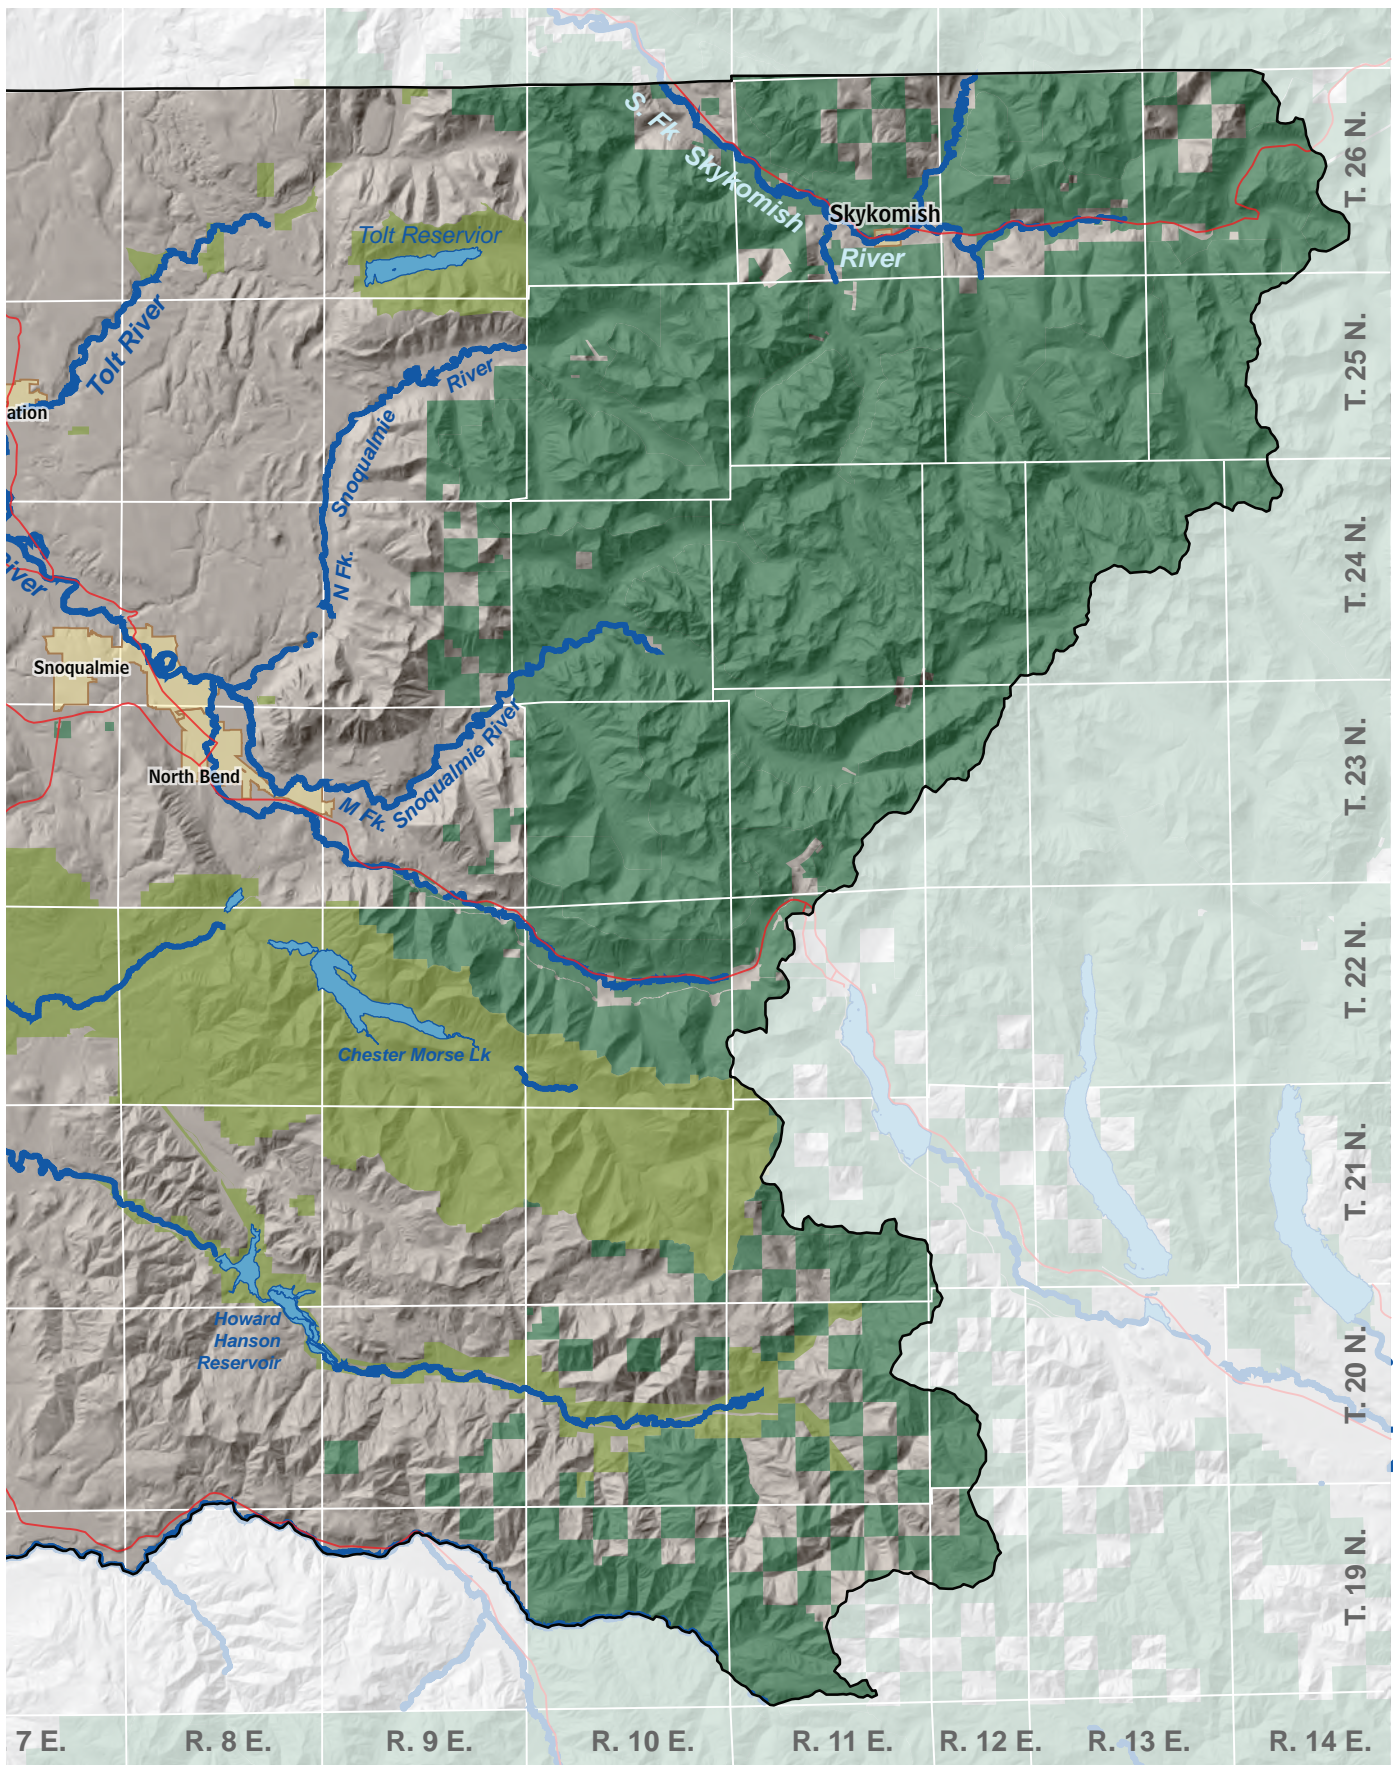 S. Fk Skykomish
Skykomish
River
Tolt Reservior
Tolt River
ation
Snoqualmie
River
N Fk.
River
Snoqualmie
North Bend
M Fk. Snoqualmie River
Chester Morse Lk
Howard
Hanson
Reservoir
T. 26 N.
T. 25 N.
T. 24 N.
T. 23 N.
T. 22 N.
T. 21 N.
T. 20 N.
T. 19 N.
7 E.
R. 8 E.
R. 9 E.
R. 10 E.
R. 11 E.
R. 12 E.
R. 13 E.
R. 14 E.